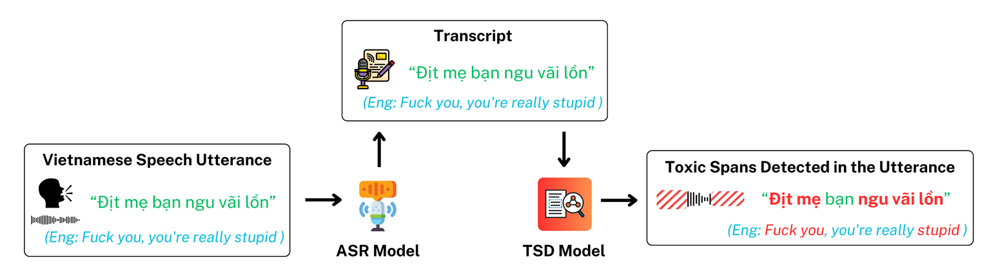 Vietnamese Speech Utterance
“Địt mẹ bạn ngu vãi lồn”
(Eng: Fuck you, you're really stupid )
ASR Model
Transcript
“Địt mẹ bạn ngu vãi lồn”
(Eng: Fuck you, you're really stupid )
TSD Model
Toxic Spans Detected in the Utterance
“Địt mẹ bạn ngu vãi lồn”
(Eng: Fuck you, you're really stupid )